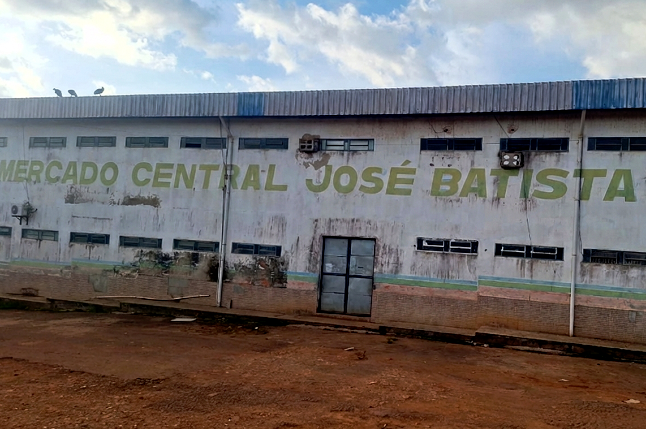 MERCADO CENTRAL JOSÉ BATISTA